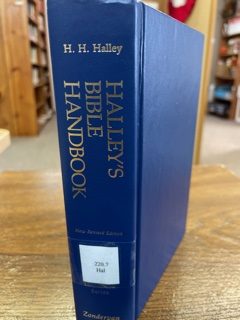 H. H. Halley
HALLEY'S
BIBLE
HANDBOOK
New Revised Edition
220.7
Hal
Zondervan